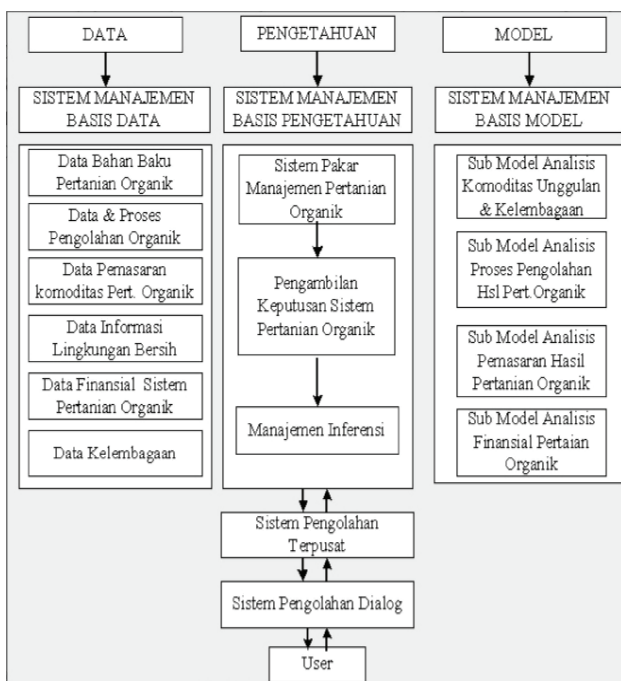 DATA
PENGETAHUAN
MODEL
SISTEM MANAJEMEN
BASIS DATA
SISTEM MANAJEMEN
BASIS PENGETAHUAN
SISTEM MANAJEMEN
BASIS MODEL
Data Bahan Baku
Pertanian Organik
Data & Proses
Pengolahan Organik
Data Pemasaran
komoditas Pert. Organik
Data Informasi
Lingkungan Bersih
Data Finansial Sistem
Pertanian Organik
Data Kelembagaan
Sistem Pakar
Manajemen Pertanian
Organik
Pengambilan
Keputusan Sistem
Pertanian Organik
Manajemen Inferensi
Sub Model Analisis
Komoditas Unggulan
& Kelembagaan
Sub Model Analisis
Proses Pengolahan
Hsl Pert.Organik
Sub Model Analisis
Pemasaran Hasil
Pertanian Organik
Sub Model Analisis
Finansial Pertaian
Organik
Sistem Pengolahan
Terpusat
Sistem Pengolahan Dialog
User